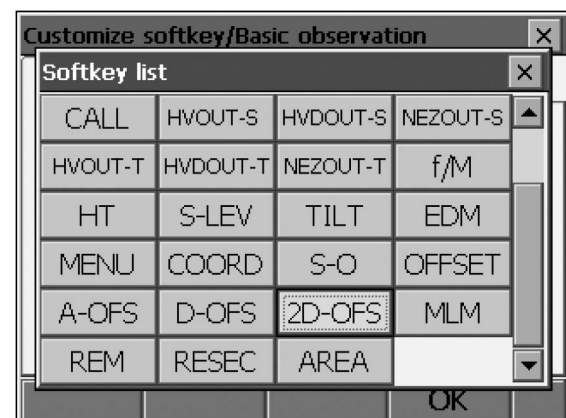 Customize softkey/Basic observation
Softkey list
CALL HVOUT-S HVDOUT-S NEZOUT-S
HVOUT-T HVDOUT-T NEZOUT-T f/M
HT S-LEV TILT EDM
MENU COORD S-O OFFSET
A-OFS D-OFS 2D-OFS MLM
REM RESEC AREA
OK